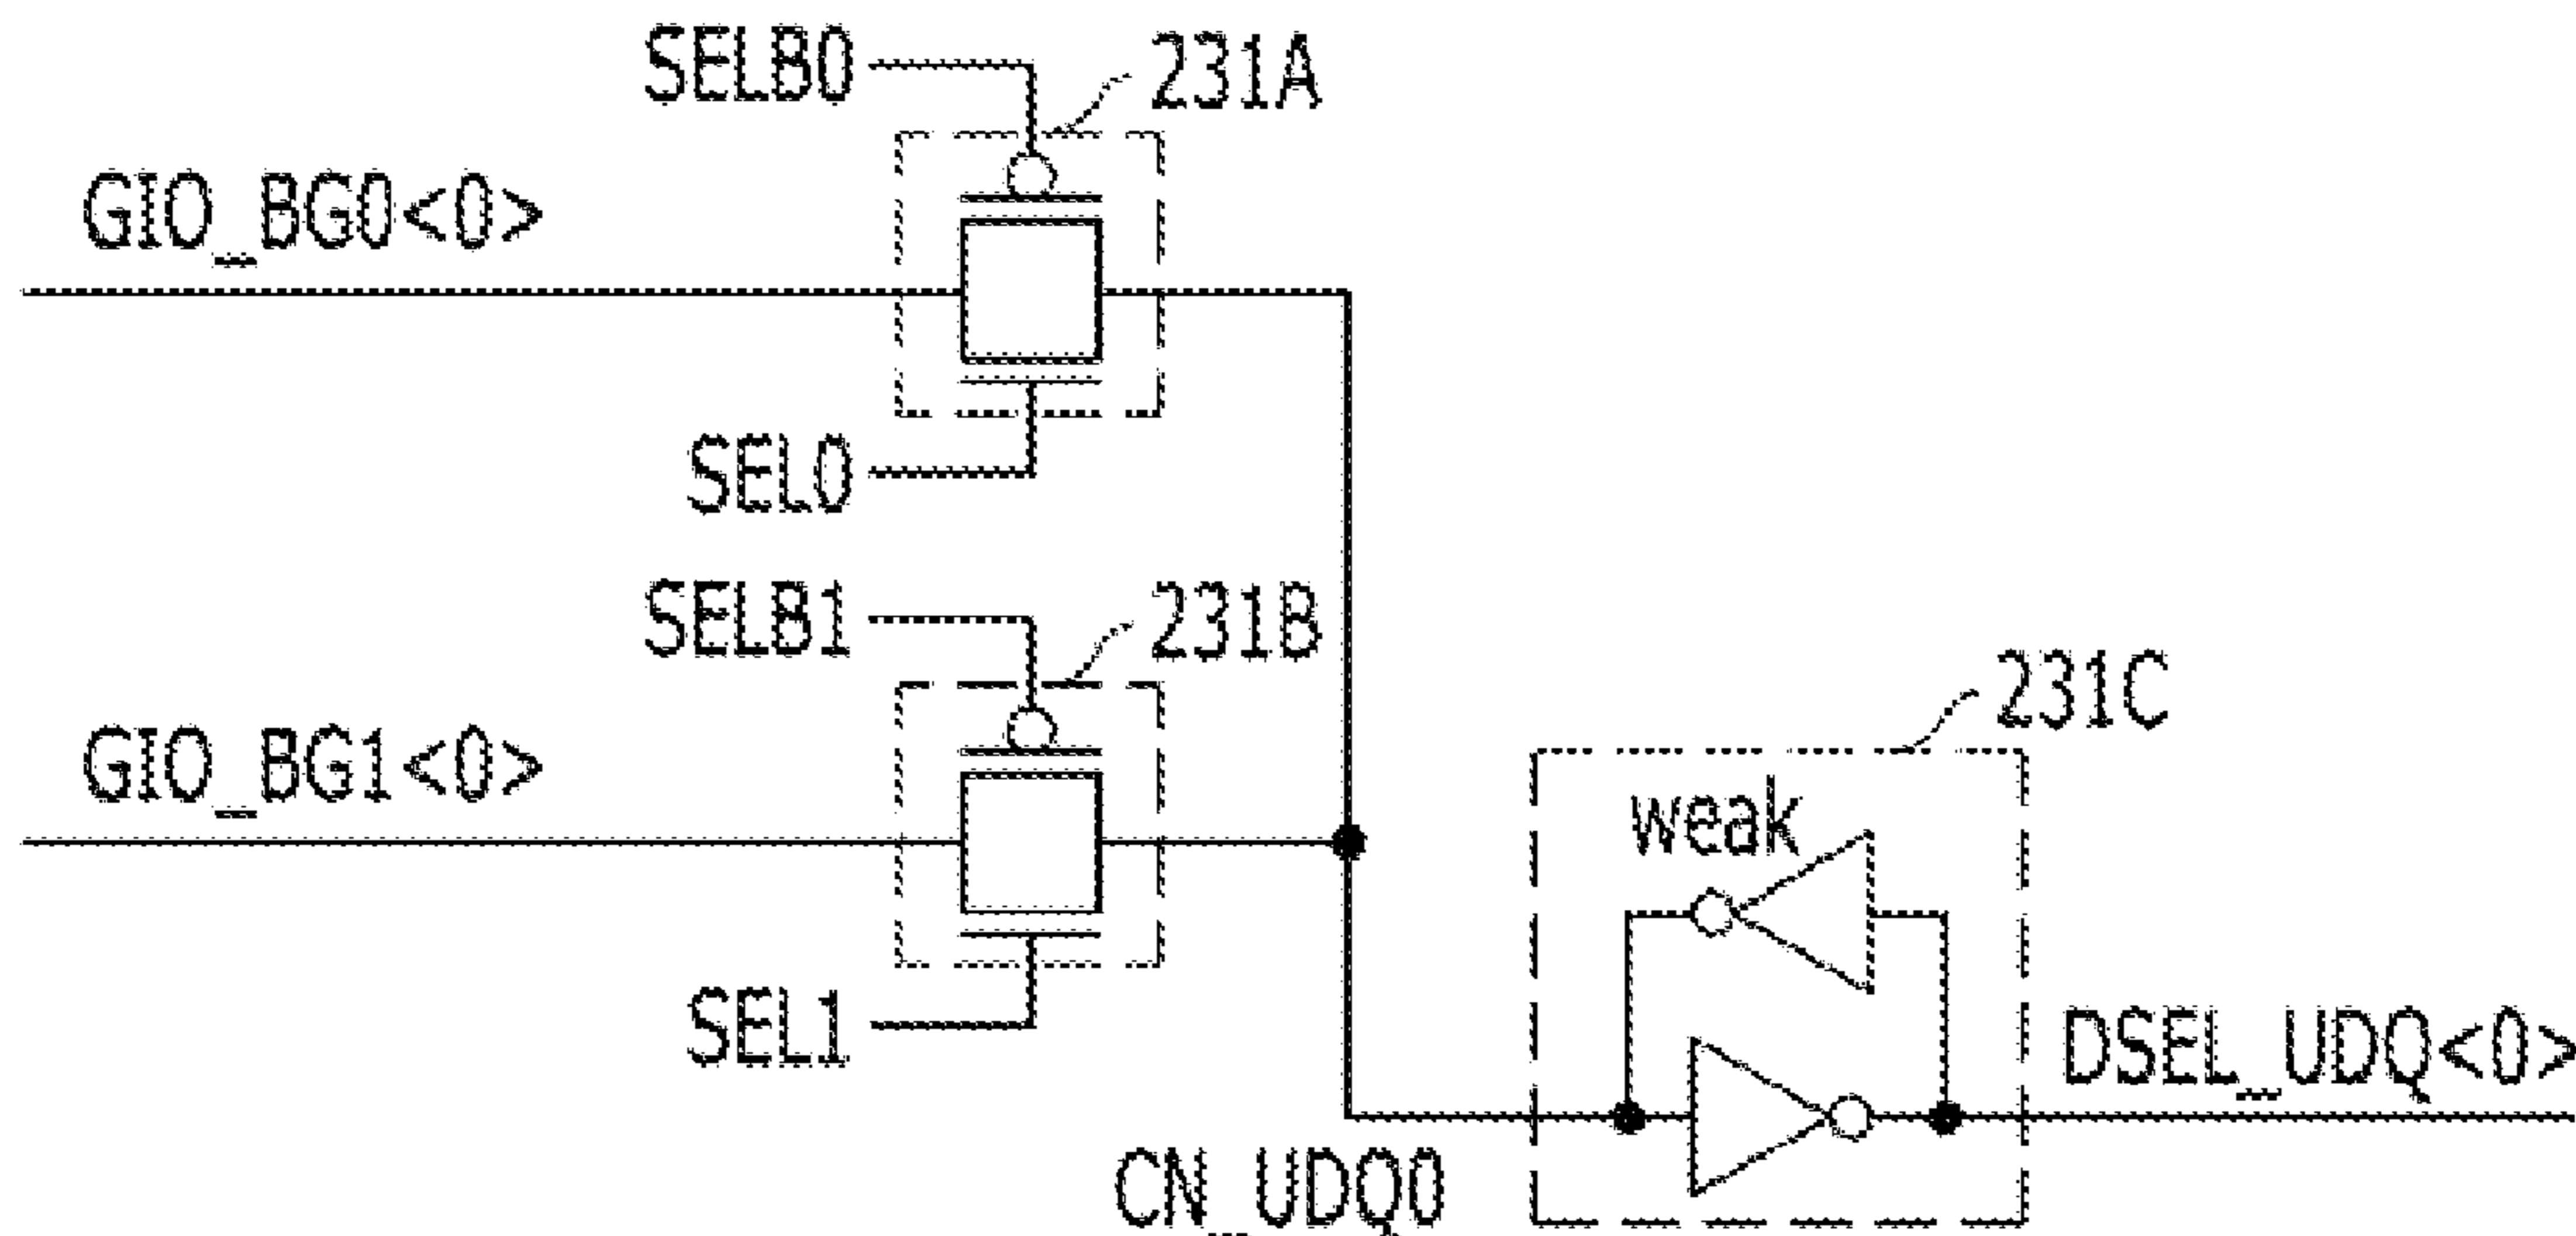 SELB0
231A
GIO_BG0<0>
SEL0
SELB1
231B
GIO_BG1<0>
SEL1
231C
weak
DSEL_UDQ<0>
CN_UDQ0